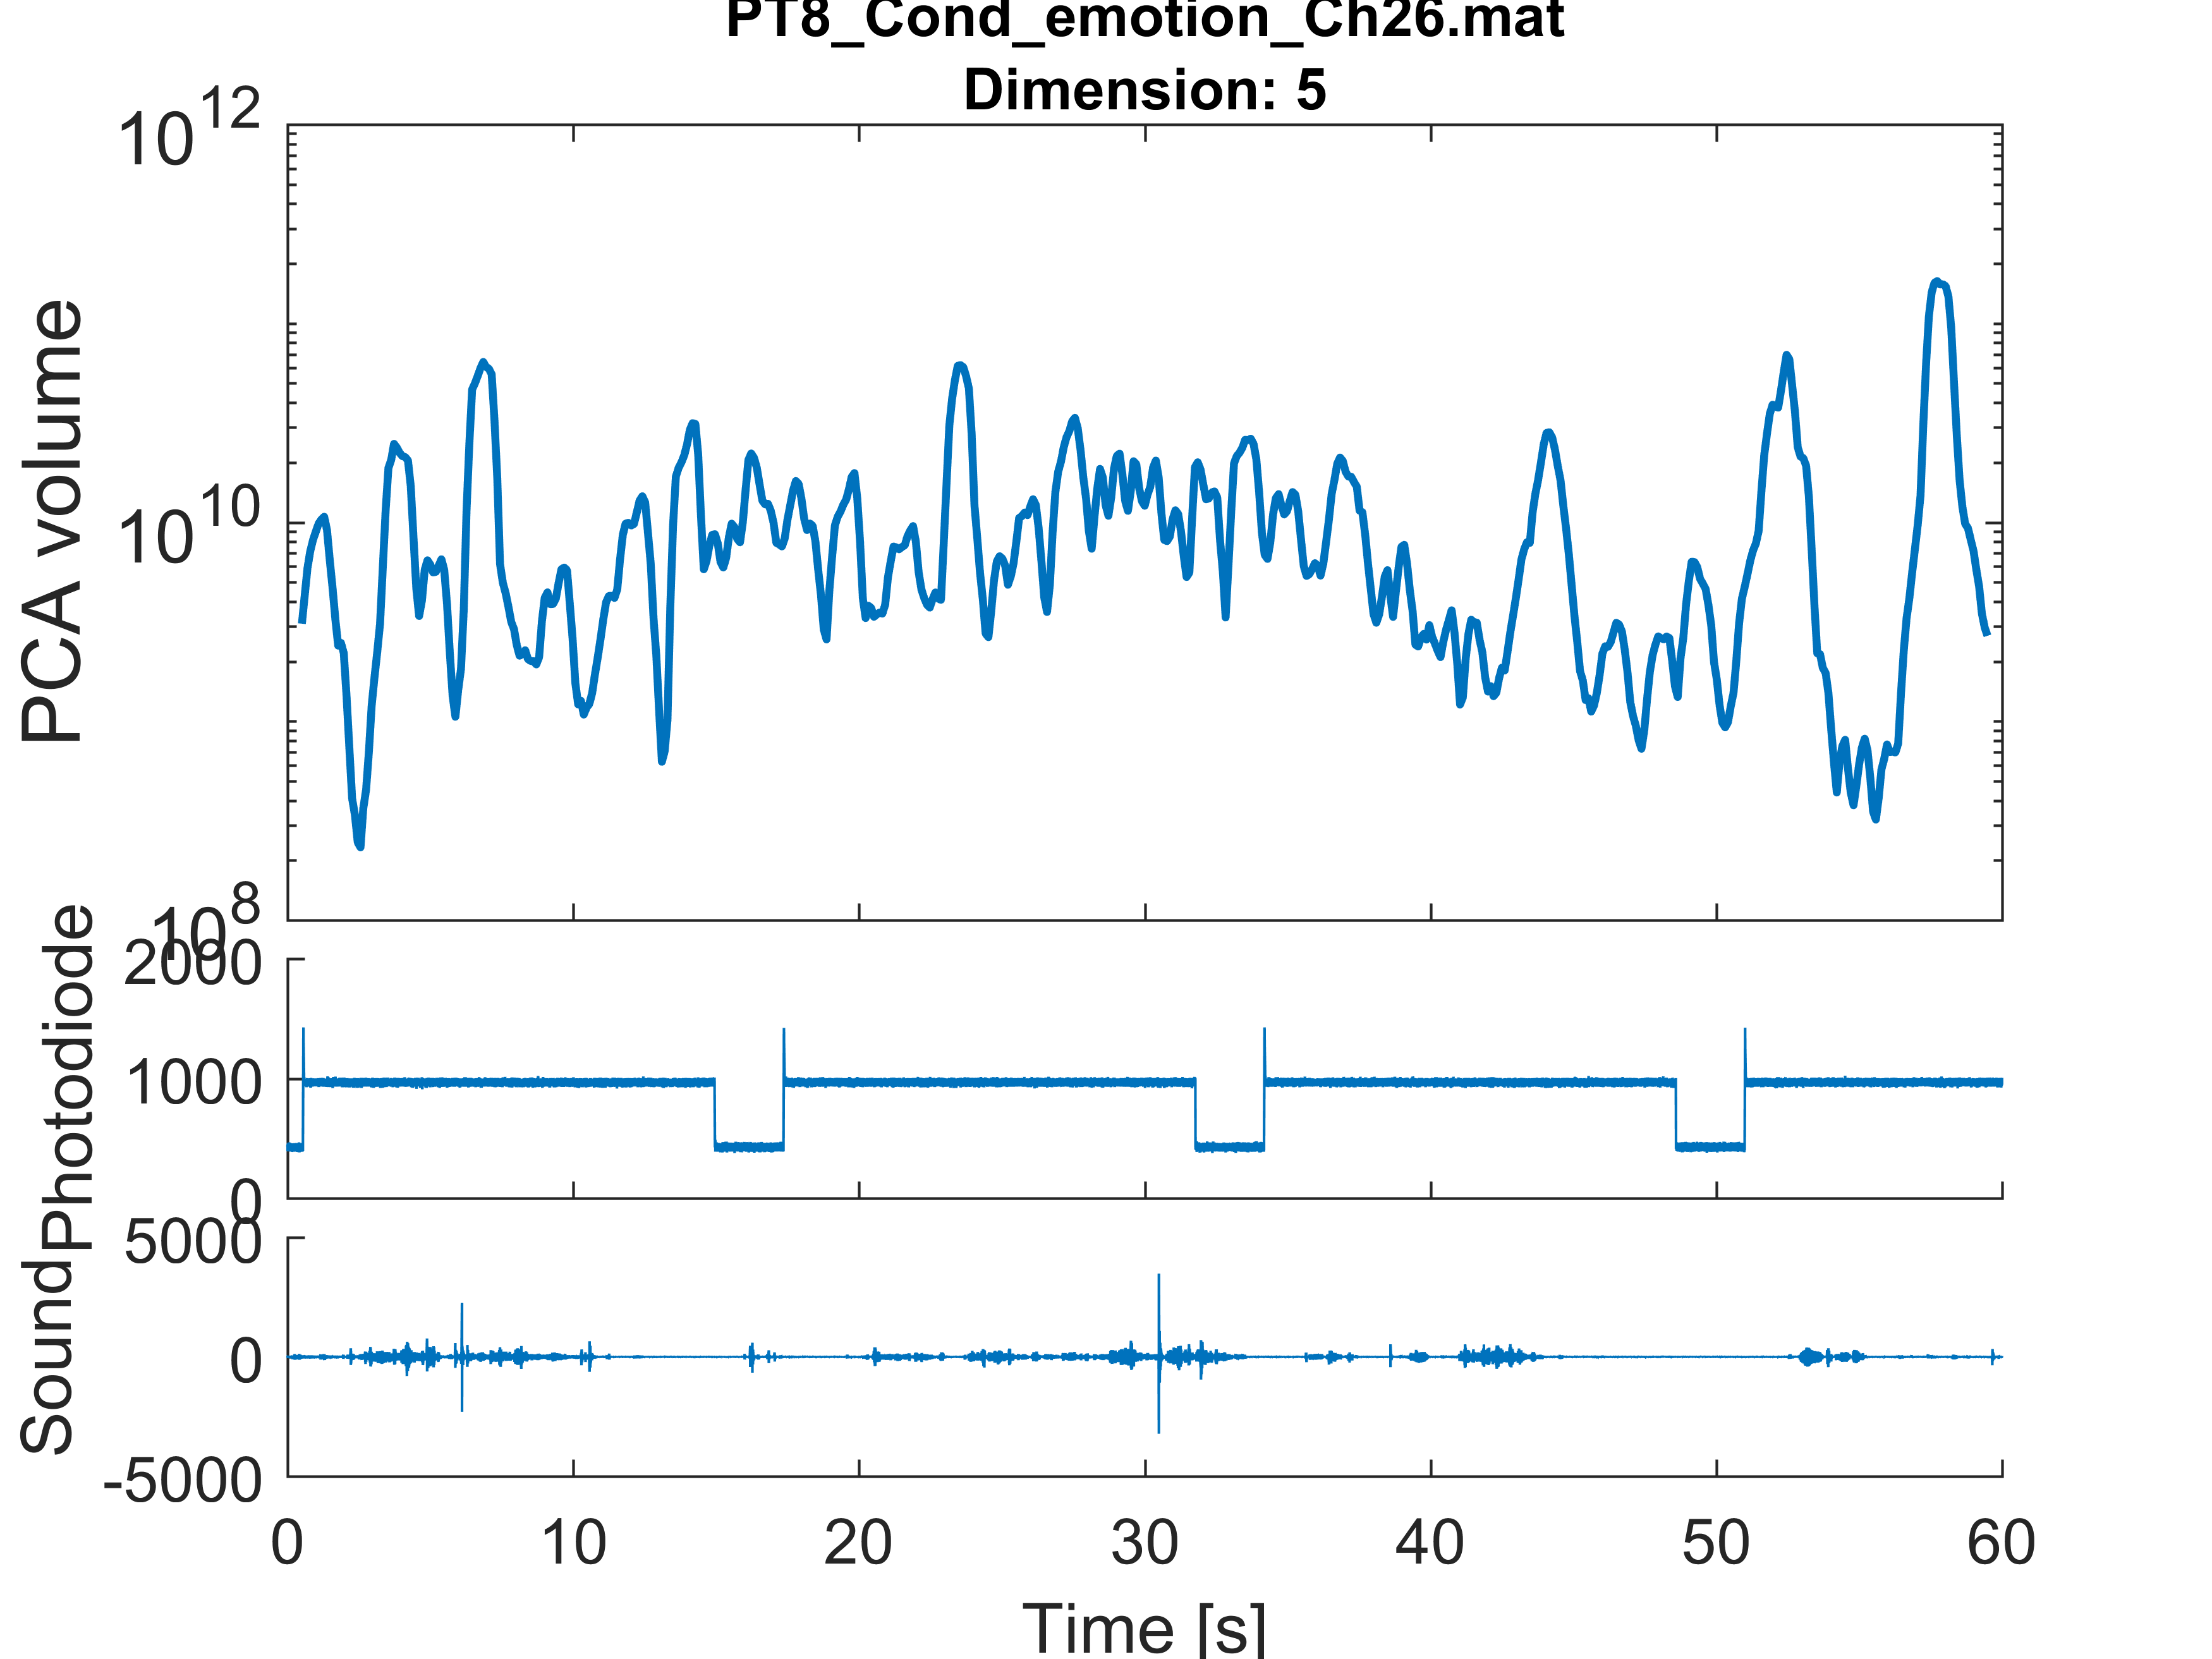 PT8_Cond_emotion_Ch26.mat
Dimension: 5
10^12
10^10
10^8
PCA volume
2000
1000
0
Photodiode
5000
0
-5000
Sound
0 10 20 30 40 50 60
Time [s]